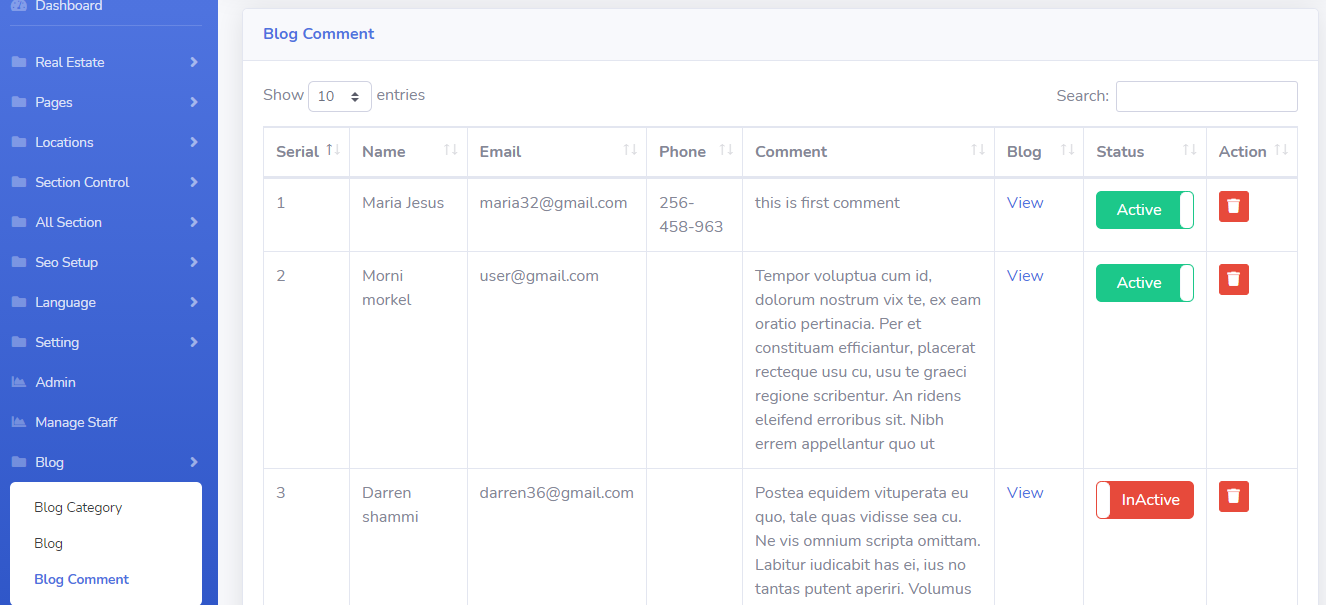 Dashboard
Real Estate
Pages
Locations
Section Control
All Section
Seo Setup
Language
Setting
Admin
Manage Staff
Blog
Blog Category
Blog
Blog Comment
Blog Comment
Show 10 entries
Search:
Serial Name Email Phone Comment Blog Status Action
1 Maria Jesus maria32@gmail.com 256- this is first comment View Active
458-963
2 Morni user@gmail.com Tempor voluptua cum id, View Active
morkel dolorum nostrum vix te, ex eam
oratio pertinacia. Per et
constituam efficiantur, placerat
recteque usu cu, usu te graeci
regione scribentur. An ridens
eleifend erroribus sit. Nibh
errem appellantur quo ut
3 Darren darren36@gmail.com Postea equidem vituperata eu View InActive
shammi quo, tale quas vidisse sea cu.
Ne vis omnium scripta omittam.
Labitur iudicabit has ei, ius no
tantas putent aperiri. Volumus